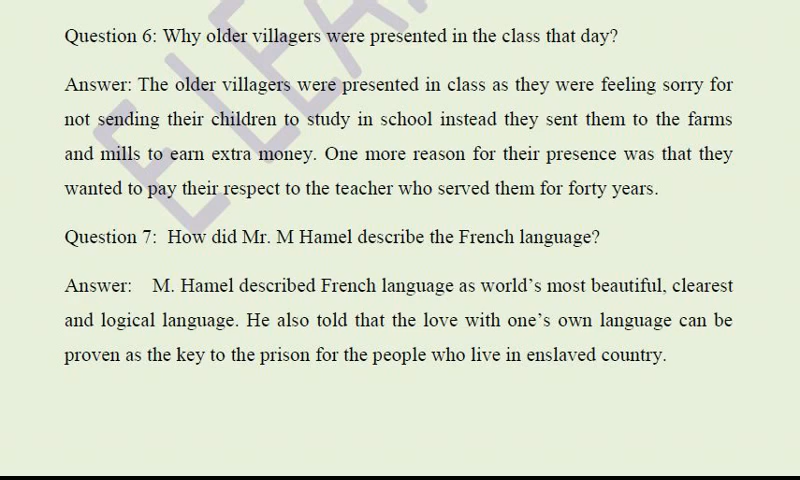 Question 6: Why older villagers were presented in the class that day?
Answer: The older villagers were presented in class as they were feeling sorry for
not sending their children to study in school instead they sent them to the farms
and mills to earn extra money. One more reason for their presence was that they
wanted to pay their respect to the teacher who served them for forty years.
Question 7:  How did Mr. M Hamel describe the French language?
Answer:    M. Hamel described French language as world’s most beautiful, clearest
and logical language. He also told that the love with one’s own language can be
proven as the key to the prison for the people who live in enslaved country.